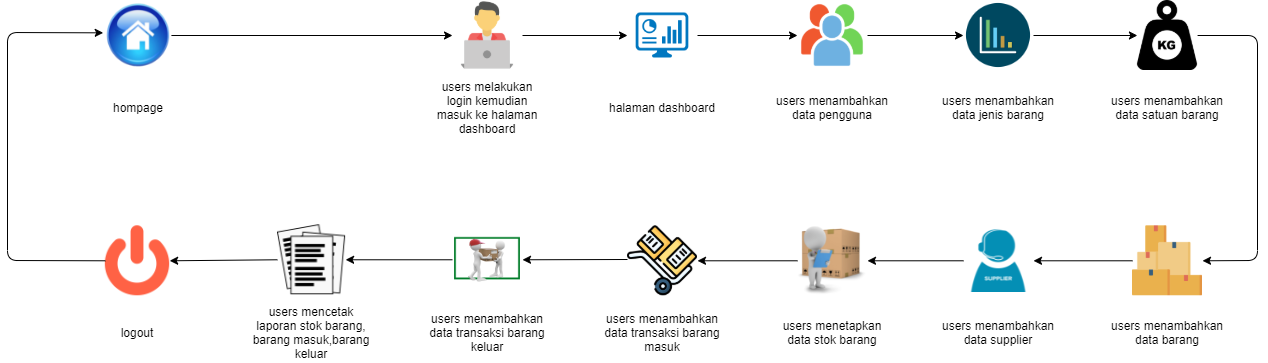 KG
hompage
users melakukan
login kemudian
masuk ke halaman
dashboard
halaman dashboard
users menambahkan
data pengguna
users menambahkan
data jenis barang
users menambahkan
data satuan barang
SUPPLIER
logout
users mencetak
laporan stok barang,
barang masuk,barang
keluar
users menambahkan
data transaksi barang
keluar
users menambahkan
data transaksi barang
masuk
users menetapkan
data stok barang
users menambahkan
data supplier
users menambahkan
data barang